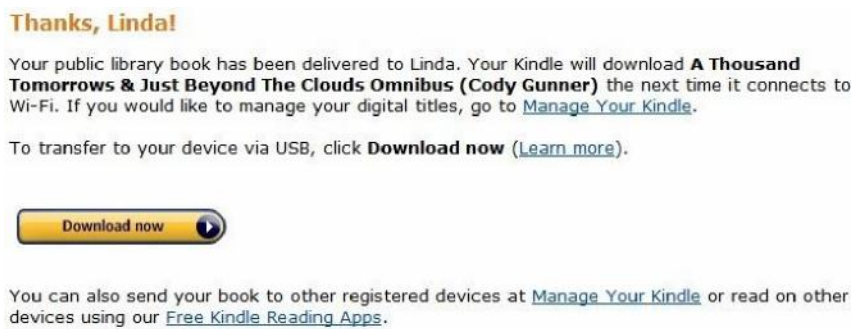 Thanks, Linda!
Your public library book has been delivered to Linda. Your Kindle will download A Thousand
Tomorrows & Just Beyond The Clouds Omnibus (Cody Gunner) the next time it connects to
Wi-Fi. If you would like to manage your digital titles, go to Manage Your Kindle.
To transfer to your device via USB, click Download now (Learn more).
Download now
You can also send your book to other registered devices at Manage Your Kindle or read on other
devices using our Free Kindle Reading Apps.